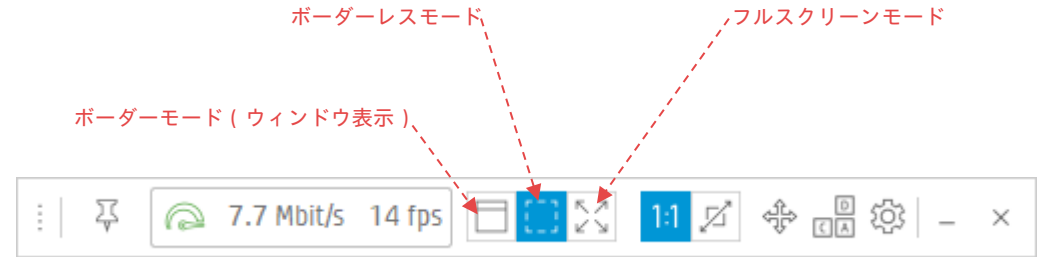 ボーダーレスモード
フルスクリーンモード
ボーダーモード ( ウィンドウ表示 )
7.7 Mbit/s 14 fps 1:1
D
C A